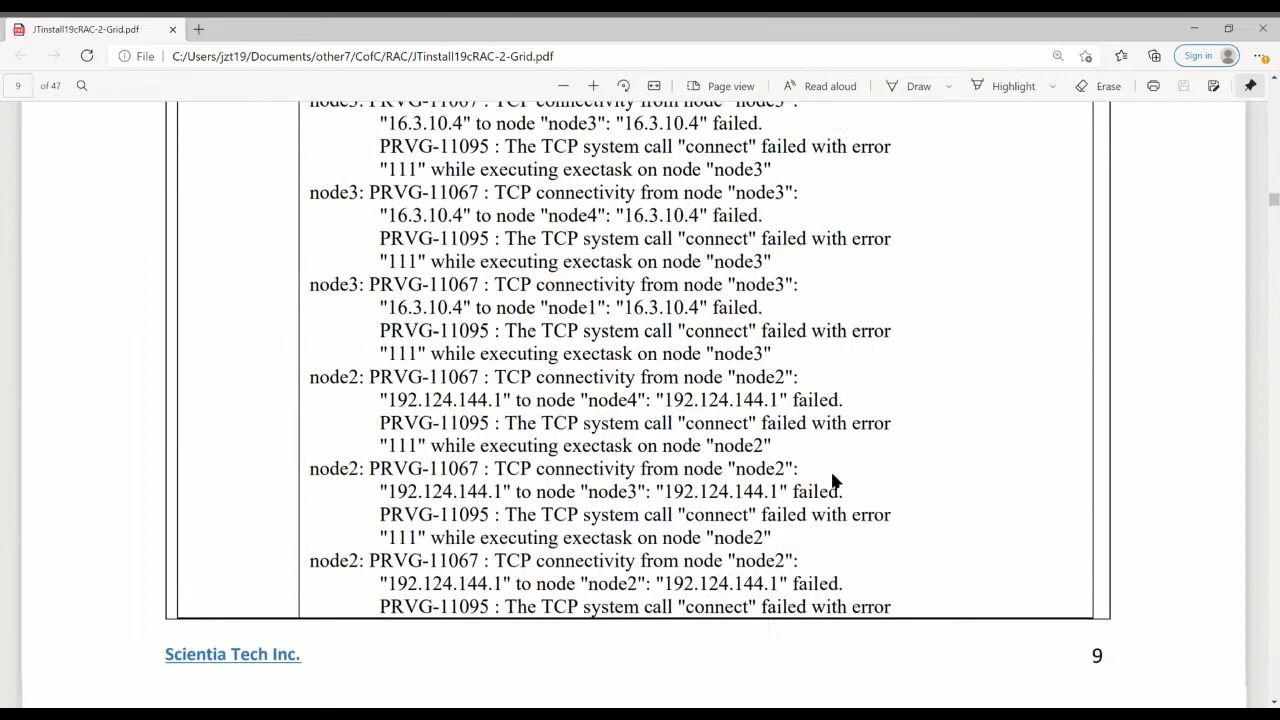 JTinstall19cRAC-2-Grid.pdf
File
C:/Users/jzt19/Documents/other7/CofC/RAC/JTinstall19cRAC-2-Grid.pdf
Sign in
9 of 47
Page view
Read aloud
Draw
Highlight
Erase
node3: PRVG-11067 : TCP connectivity from node "node3":
"16.3.10.4" to node "node3": "16.3.10.4" failed.
PRVG-11095 : The TCP system call "connect" failed with error
"111" while executing exectask on node "node3"
node3: PRVG-11067 : TCP connectivity from node "node3":
"16.3.10.4" to node "node4": "16.3.10.4" failed.
PRVG-11095 : The TCP system call "connect" failed with error
"111" while executing exectask on node "node3"
node3: PRVG-11067 : TCP connectivity from node "node3":
"16.3.10.4" to node "node1": "16.3.10.4" failed.
PRVG-11095 : The TCP system call "connect" failed with error
"111" while executing exectask on node "node3"
node2: PRVG-11067 : TCP connectivity from node "node2":
"192.124.144.1" to node "node4": "192.124.144.1" failed.
PRVG-11095 : The TCP system call "connect" failed with error
"111" while executing exectask on node "node2"
node2: PRVG-11067 : TCP connectivity from node "node2":
"192.124.144.1" to node "node3": "192.124.144.1" failed.
PRVG-11095 : The TCP system call "connect" failed with error
"111" while executing exectask on node "node2"
node2: PRVG-11067 : TCP connectivity from node "node2":
"192.124.144.1" to node "node2": "192.124.144.1" failed.
PRVG-11095 : The TCP system call "connect" failed with error
Scientia Tech Inc.
9